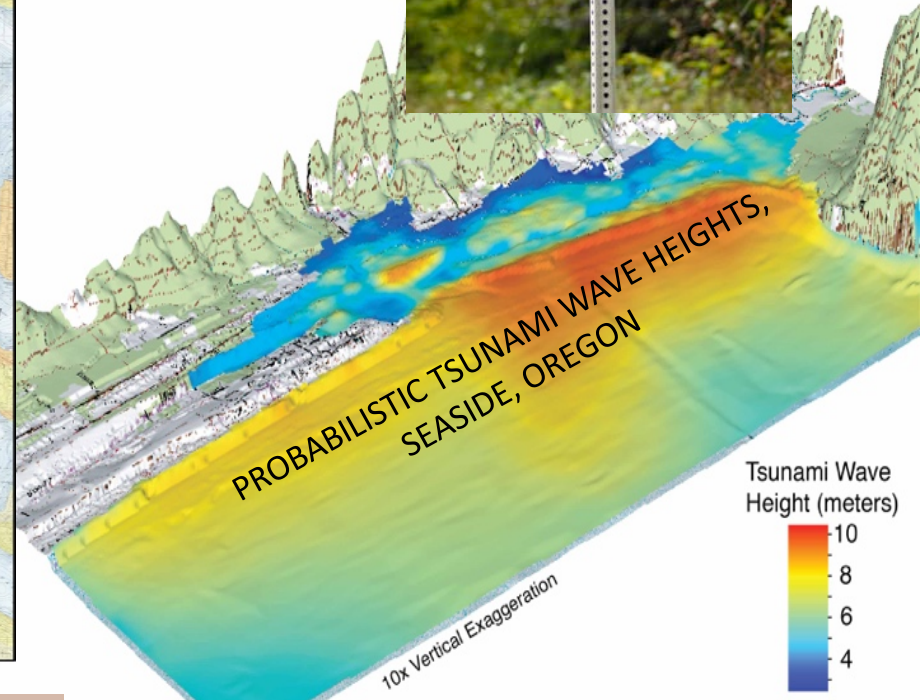 PROBABILISTIC TSUNAMI WAVE HEIGHTS,
SEASIDE, OREGON
10x Vertical Exaggeration
Tsunami Wave
Height (meters)
10
8
6
4